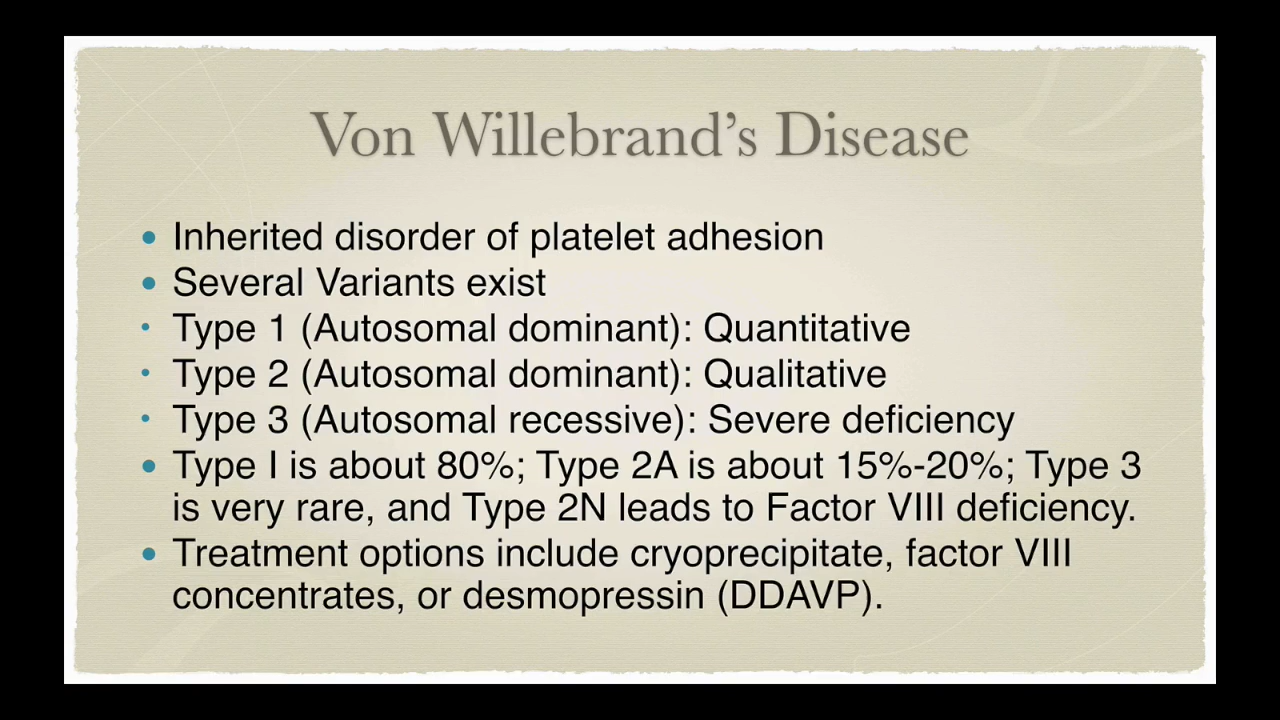 Von Willebrand’s Disease
• Inherited disorder of platelet adhesion
• Several Variants exist
• Type 1 (Autosomal dominant): Quantitative
• Type 2 (Autosomal dominant): Qualitative
• Type 3 (Autosomal recessive): Severe deficiency
• Type I is about 80%; Type 2A is about 15%-20%; Type 3
is very rare, and Type 2N leads to Factor VIII deficiency.
• Treatment options include cryoprecipitate, factor VIII
concentrates, or desmopressin (DDAVP).